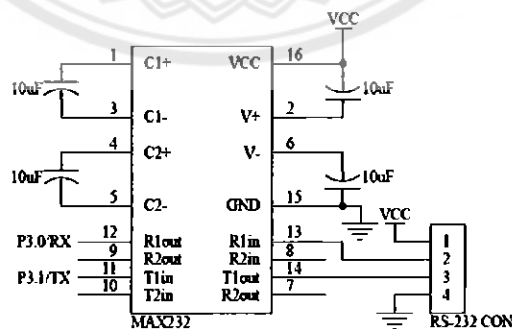 VCC
1 C1+ VCC 16
10uF 10uF
3 C1- V+ 2
4 C2+ V- 6
10uF 10uF
5 C2- GND 15
VCC
P3.0/RX 12 R1out R1in 13 1
9 R2out R2in 8 2
P3.1/TX 11 T1in T1out 14 3
10 T2in R2out 7 4
MAX232 RS-232 CON